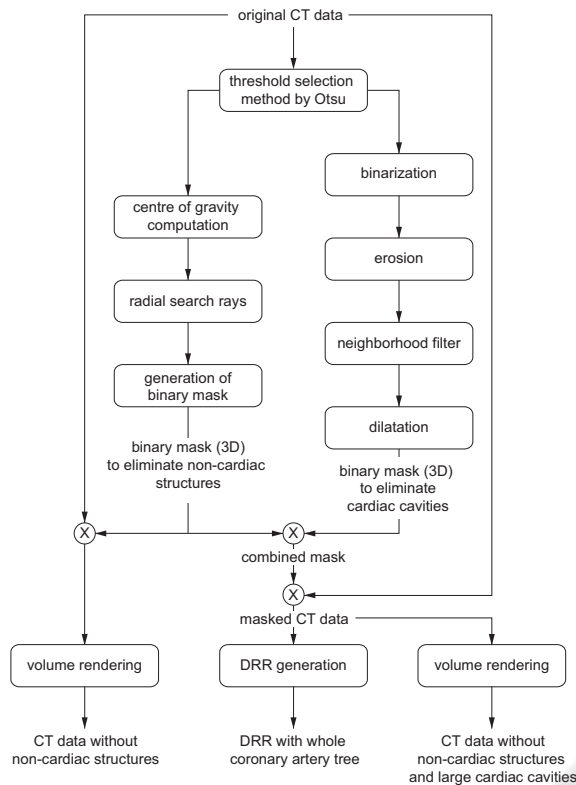 original CT data
threshold selection
method by Otsu
binarization
centre of gravity
computation
erosion
radial search rays
neighborhood filter
generation of
binary mask
dilatation
binary mask (3D)
to eliminate non-cardiac
structures
binary mask (3D)
to eliminate
cardiac cavities
X
X
combined mask
X
masked CT data
volume rendering
DRR generation
volume rendering
CT data without
non-cardiac structures
DRR with whole
coronary artery tree
CT data without
non-cardiac structures
and large cardiac cavities